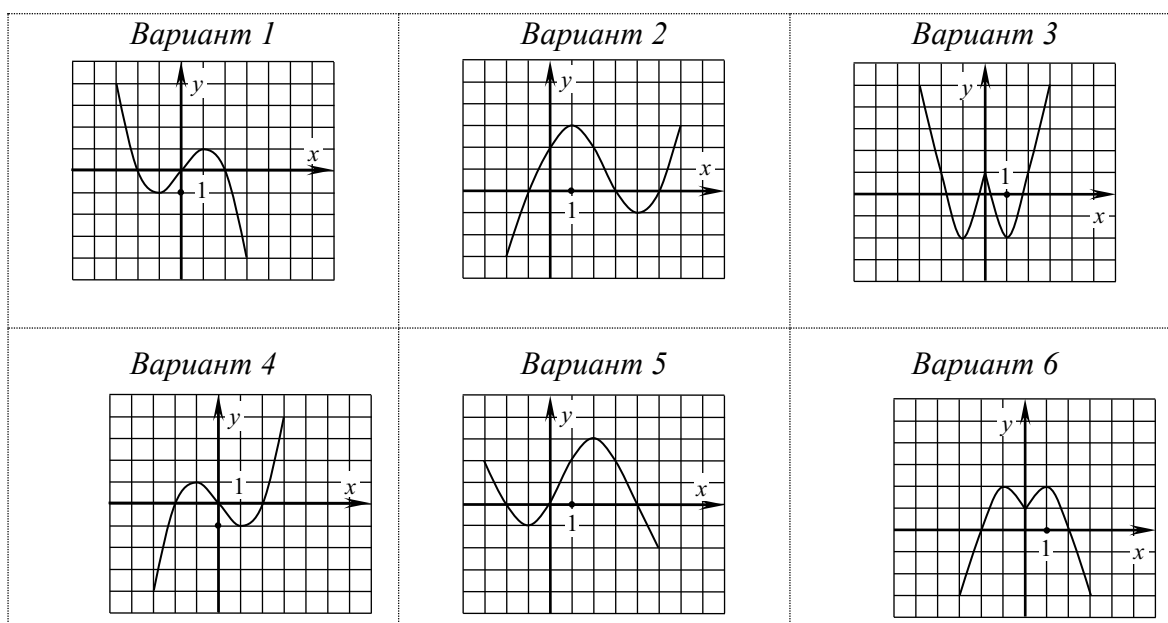 Вариант 1
y
x
1
Вариант 2
y
x
1
Вариант 3
y
1
x
Вариант 4
y
1
x
Вариант 5
y
x
1
Вариант 6
y
1
x